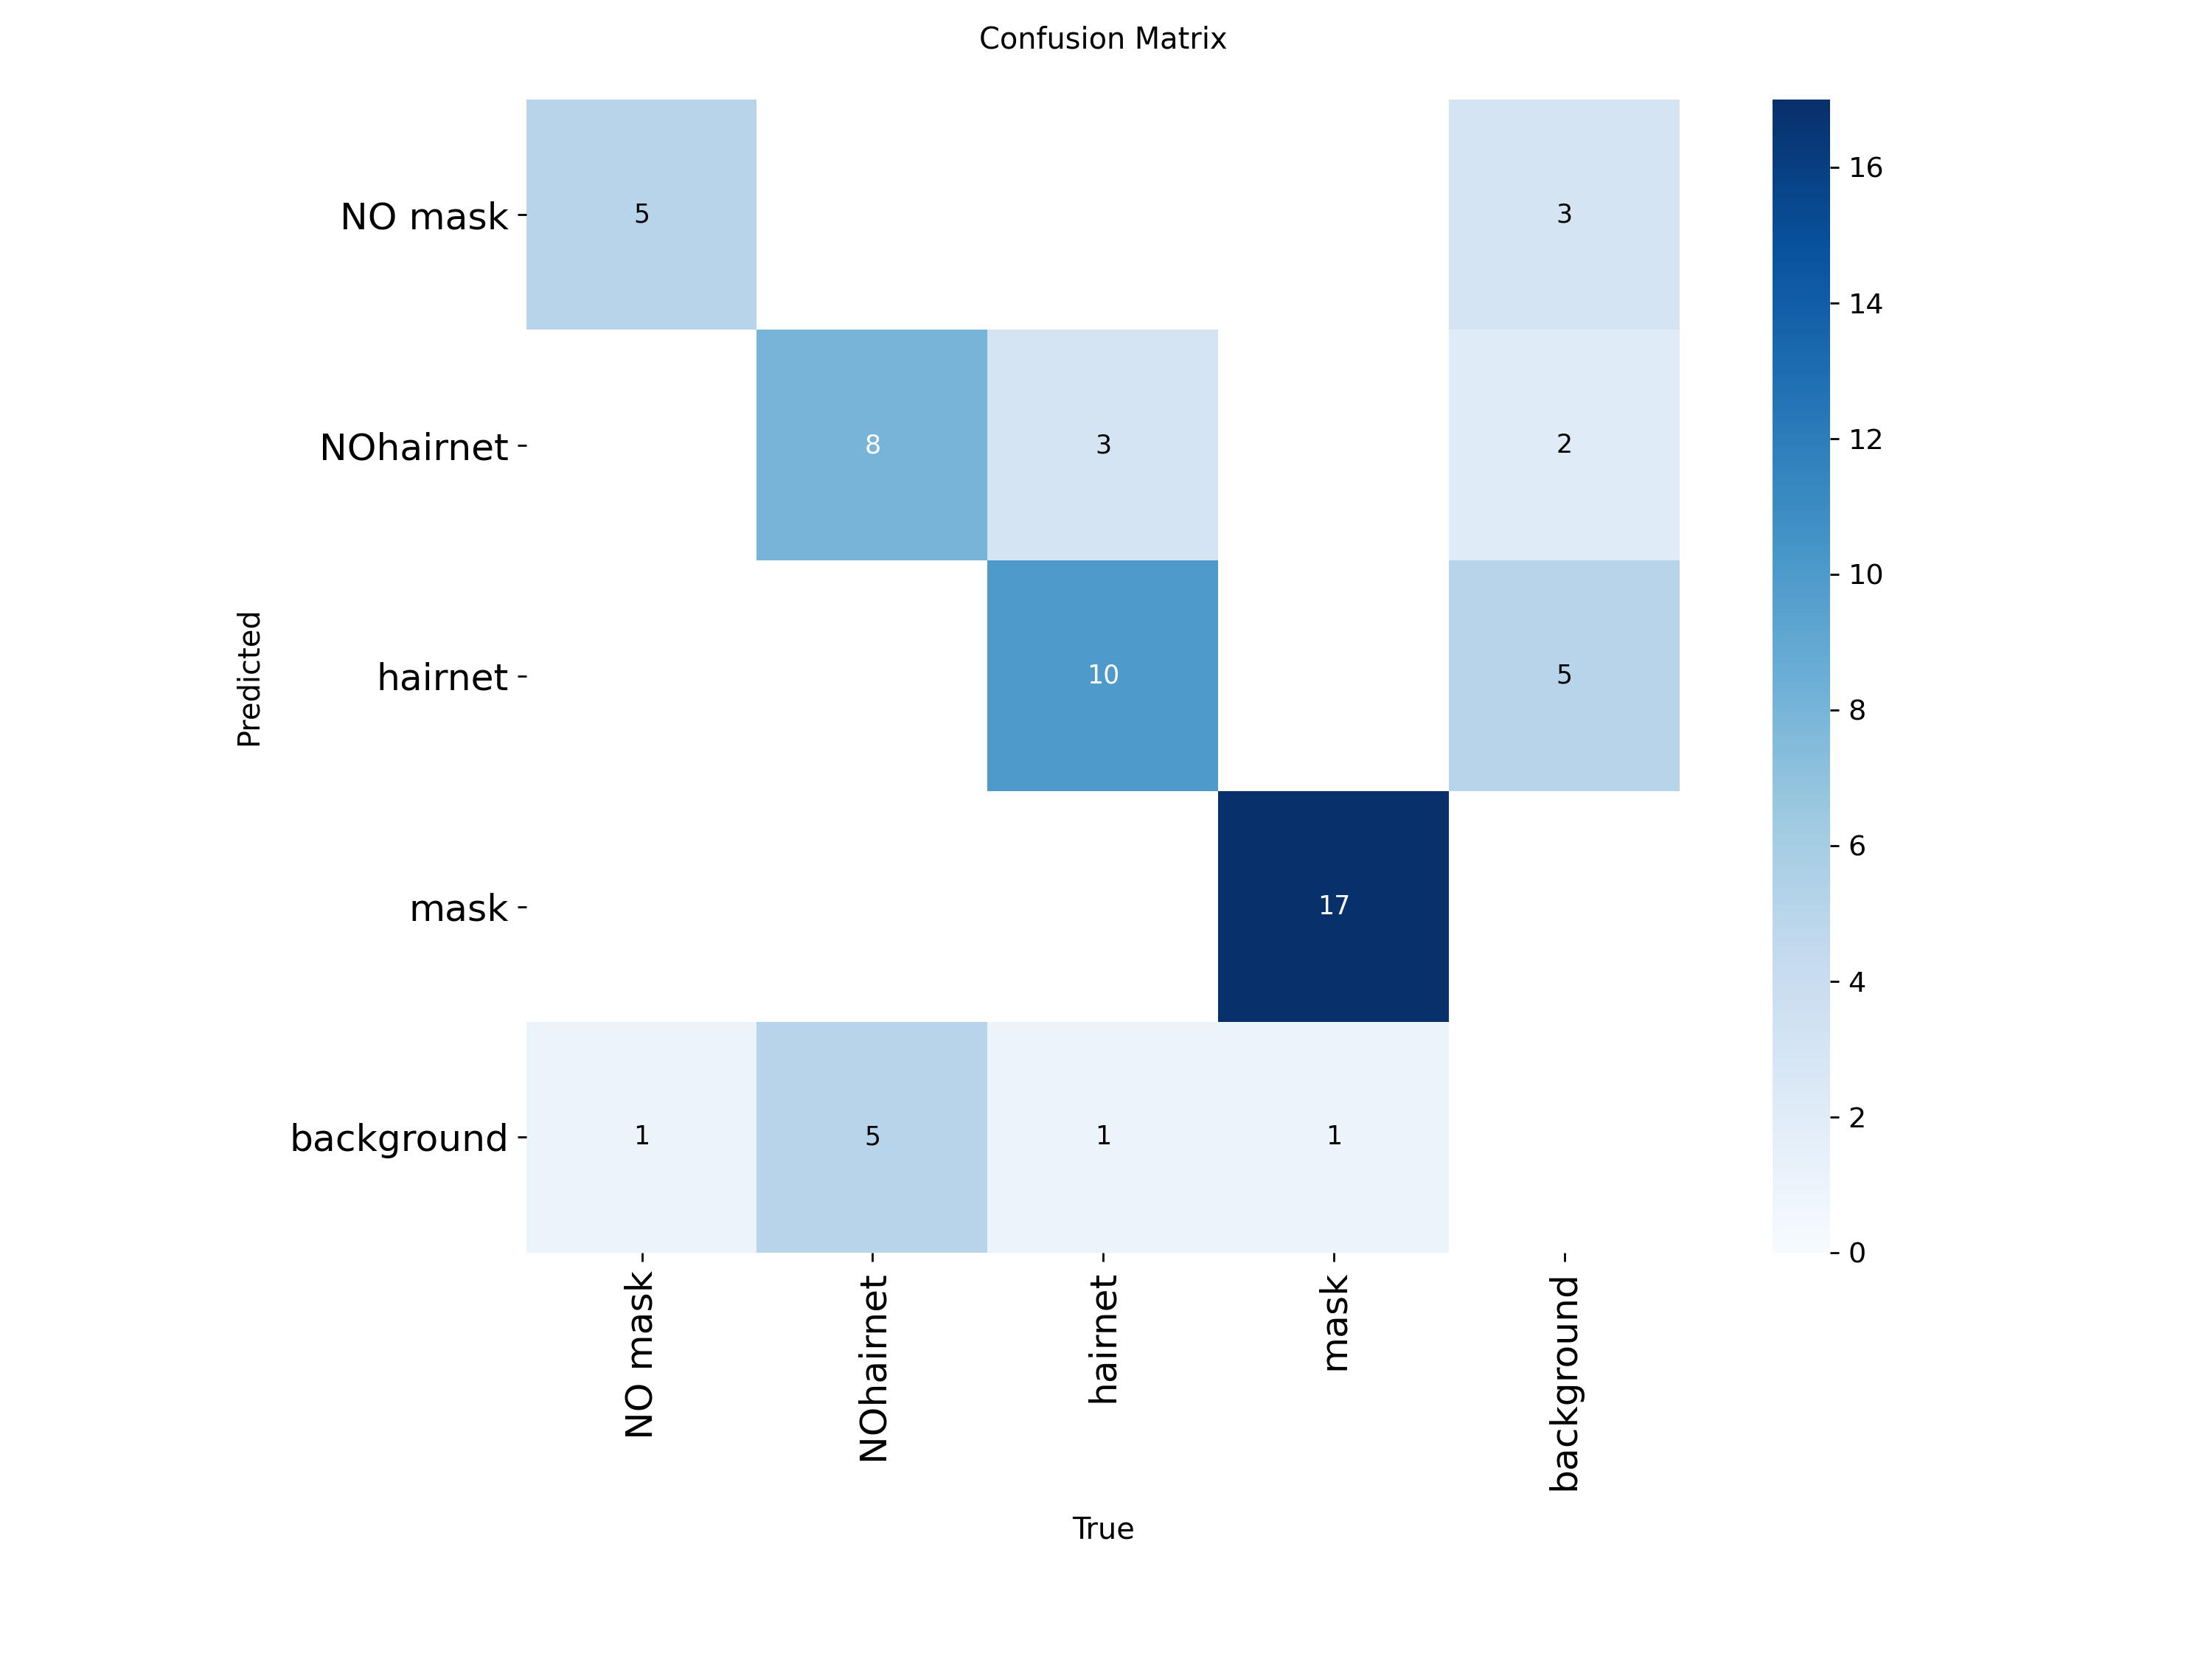 Confusion Matrix
NO mask
5
3
16
14
NOhairnet
8
3
2
12
10
Predicted
hairnet
10
5
8
6
mask
17
4
background
1
5
1
1
2
0
NO mask
NOhairnet
hairnet
mask
background
True